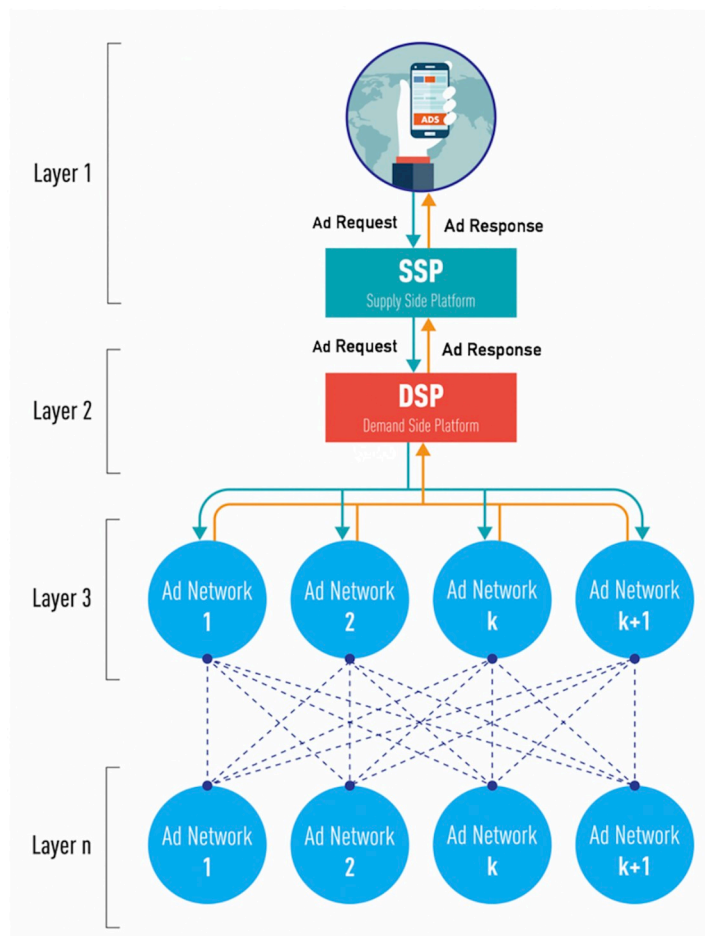 ADS
Layer 1
Ad Request
Ad Response
SSP
Supply Side Platform
Ad Request
Ad Response
Layer 2
DSP
Demand Side Platform
Layer 3
Ad Network
1
Ad Network
2
Ad Network
k
Ad Network
k+1
Layer n
Ad Network
1
Ad Network
2
Ad Network
k
Ad Network
k+1